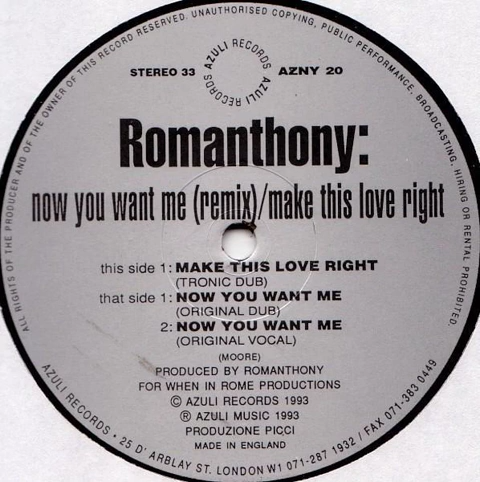 ALL RIGHTS OF THE PRODUCER AND OF THE OWNER OF THIS RECORD RESERVED. UNAUTHORISED COPYING, PUBLIC PERFORMANCE, BROADCASTING, HIRING OR RENTAL PROHIBITED.
AZULI RECORDS AZULI RECORDS
STEREO 33
AZNY 20
Romanthony:
now you want me (remix)/make this love right
this side 1: MAKE THIS LOVE RIGHT
(TRONIC DUB)
that side 1: NOW YOU WANT ME
(ORIGINAL DUB)
2: NOW YOU WANT ME
(ORIGINAL VOCAL)
(MOORE)
PRODUCED BY ROMANTHONY
FOR WHEN IN ROME PRODUCTIONS
© AZULI RECORDS 1993
® AZULI MUSIC 1993
PRODUZIONE PICCI
MADE IN ENGLAND
AZULI RECORDS • 25 D' ARBLAY ST. LONDON W1 071-287 1932 / FAX 071-383 0449